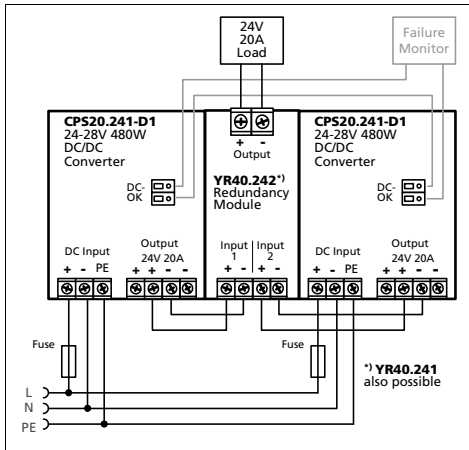 24V
20A
Load
Failure
Monitor
CPS20.241-D1
24-28V 480W
DC/DC
Converter
DC-
OK
DC Input
+ - PE
Output
24V 20A
+ + - -
+ -
Output
YR40.242*)
Redundancy
Module
Input
1
Input
2
+ - + -
CPS20.241-D1
24-28V 480W
DC/DC
Converter
DC-
OK
DC Input
+ - PE
Output
24V 20A
+ + - -
Fuse
Fuse
*) YR40.241
also possible
L
N
PE